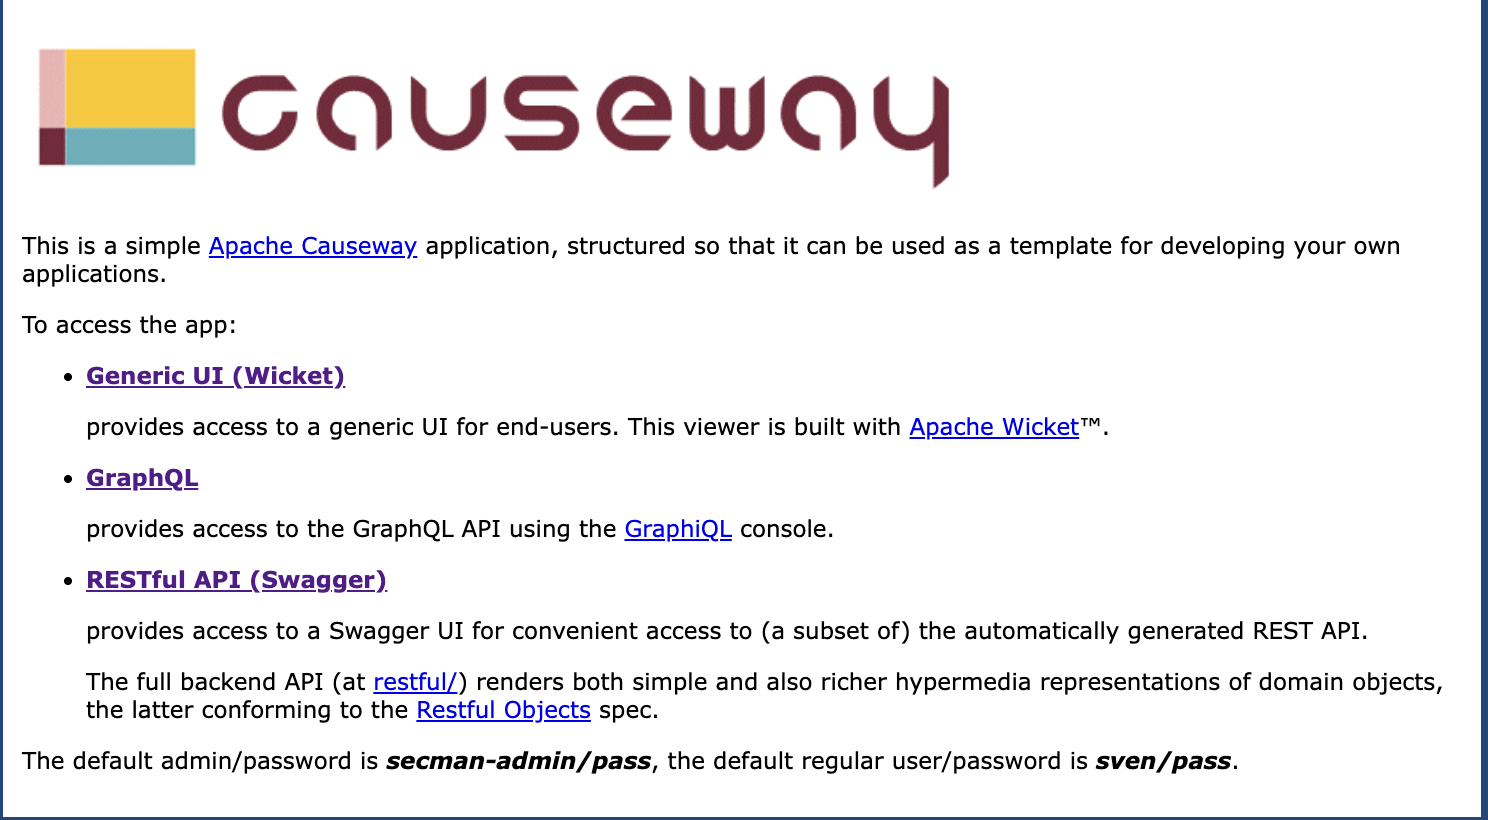 causeway
This is a simple Apache Causeway application, structured so that it can be used as a template for developing your own
applications.
To access the app:
• Generic UI (Wicket)
provides access to a generic UI for end-users. This viewer is built with Apache Wicket™.
• GraphQL
provides access to the GraphQL API using the GraphiQL console.
• RESTful API (Swagger)
provides access to a Swagger UI for convenient access to (a subset of) the automatically generated REST API.
The full backend API (at restful/) renders both simple and also richer hypermedia representations of domain objects,
the latter conforming to the Restful Objects spec.
The default admin/password is secman-admin/pass, the default regular user/password is sven/pass.